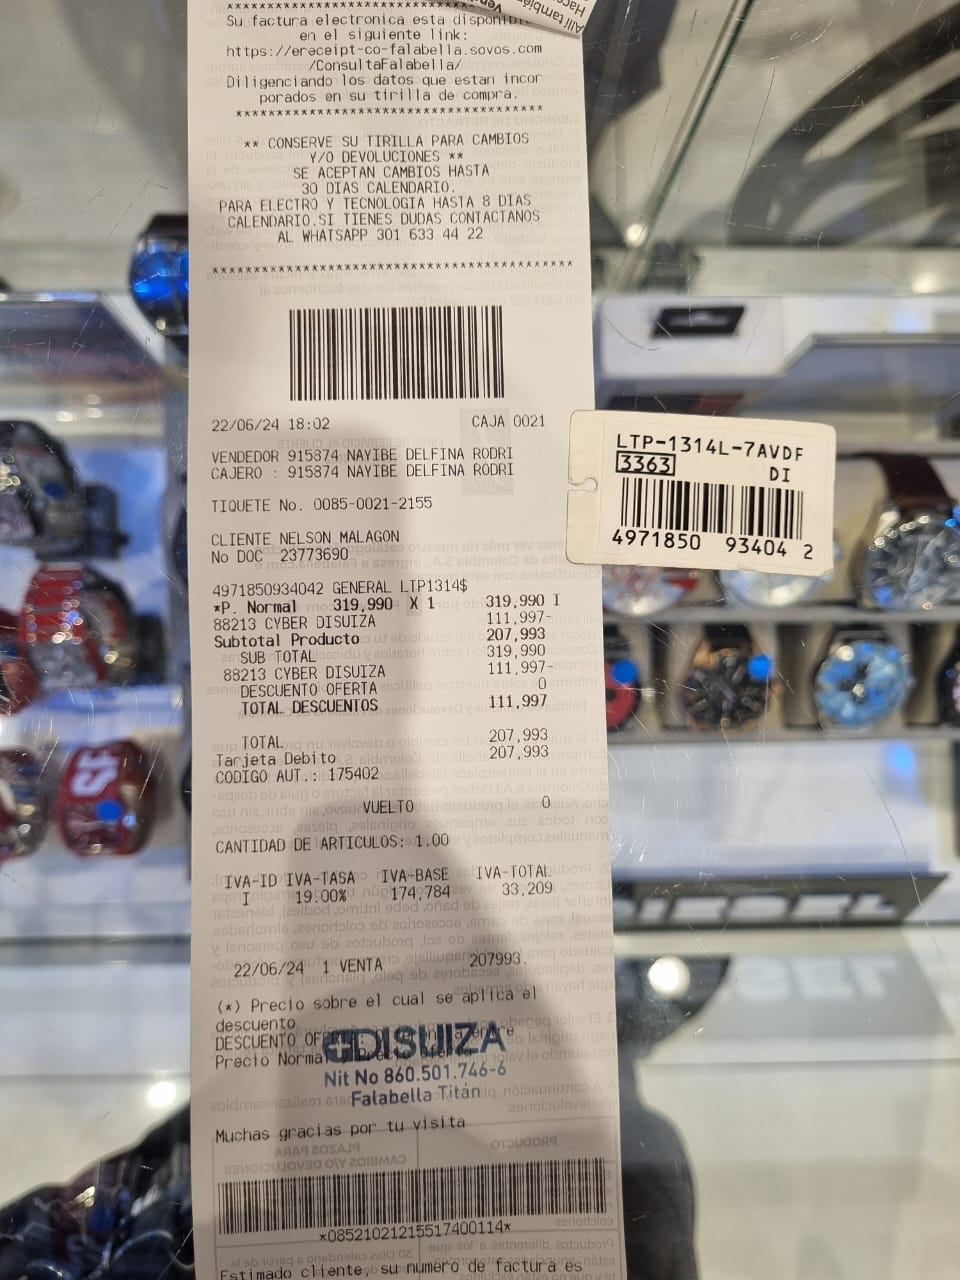 Su factura electronica esta
en el siguiente link:
https://ereceipt-co-falabella.sovos.com
/ConsultaFalabella/
Diligenciando los datos que estan incor
porados en su tirilla de compra.
****************************************
** CONSERVE SU TIRILLA PARA CAMBIOS
Y/O DEVOLUCIONES **
SE ACEPTAN CAMBIOS HASTA
30 DIAS CALENDARIO.
PARA ELECTRO Y TECNOLOGIA HASTA 8 DIAS
CALENDARIO.SI TIENES DUDAS CONTACTANOS
AL WHATSAPP 301 633 44 22
****************************************
22/06/24 18:02 CAJA 0021
VENDEDOR 915874 NAYIBE DELFINA RODRI
CAJERO : 915874 NAYIBE DELFINA RODRI
TIQUETE No. 0085-0021-2155
CLIENTE NELSON MALAGON
No DOC 23773690
4971850934042 GENERAL LTP1314$
*P. Normal 319,990 X 1 319,990 I
88213 CYBER DISUIZA 111,997-
Subtotal Producto 207,993
SUB TOTAL 319,990
88213 CYBER DISUIZA 111,997-
DESCUENTO OFERTA 0
TOTAL DESCUENTOS 111,997
TOTAL 207,993
Tarjeta Debito 207,993
CODIGO AUT.: 175402
VUELTO 0
CANTIDAD DE ARTICULOS: 1.00
IVA-ID IVA-TASA IVA-BASE IVA-TOTAL
I 19.00% 174,784 33,209
22/06/24 1 VENTA 207993.
(*) Precio sobre el cual se aplica el
descuento
DESCUENTO
Precio
DISUIZA
Nit No 860.501.746-6
Falabella Titán
Muchas gracias por tu visita
*08521021215517400114*
Estimado cliente, su numero de factura es
LTP-1314L-7AVDF
3363 DI
4971850 93404 2